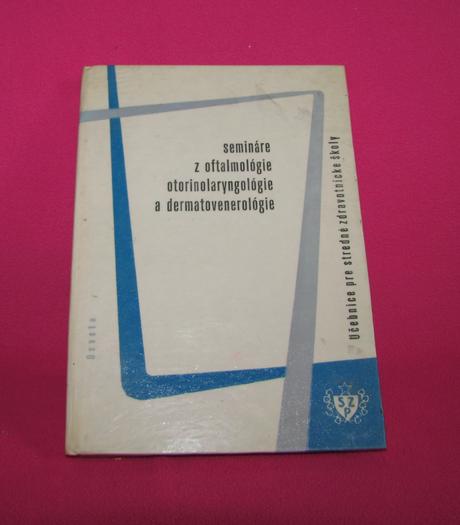 semináre
z oftalmológie
otorinolaryngológie
a dermatovenerológie
Učebnice pre stredné zdravotnícke školy
Osveta
SZP